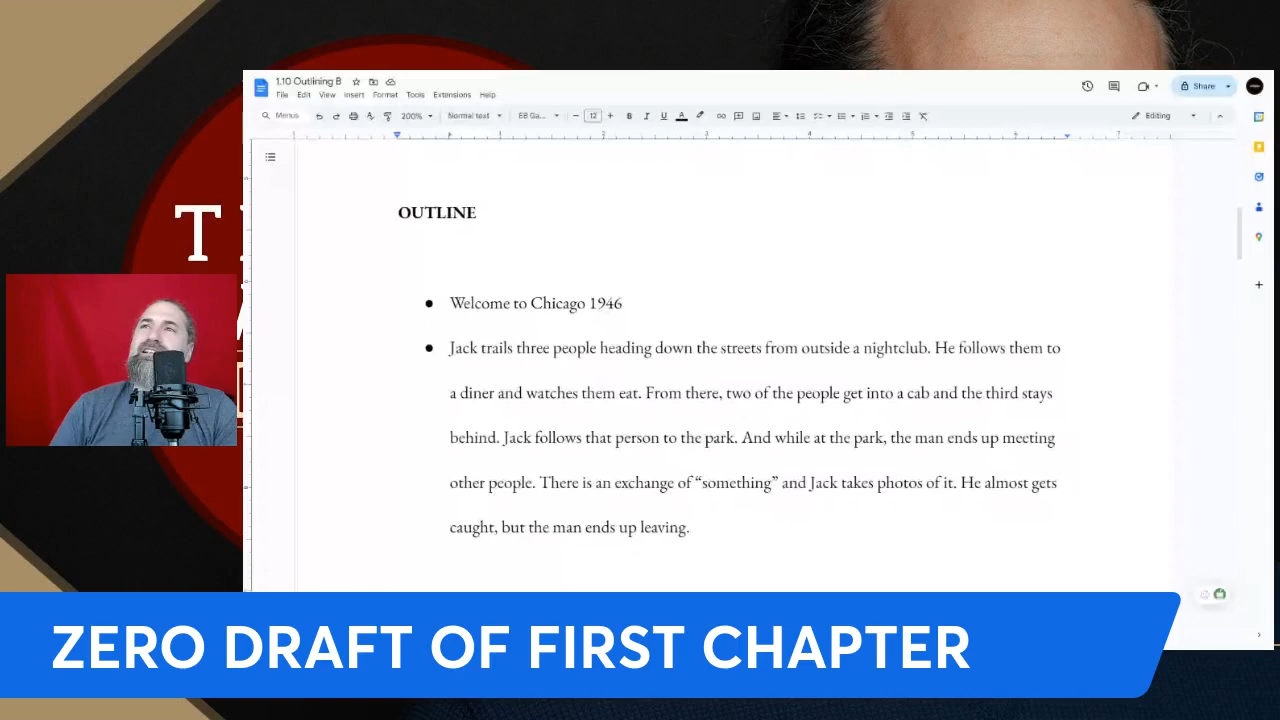 1.10 Outlining B
File Edit View Insert Format Tools Extensions Help
Share
Menus
200%
Normal text
EB Ga...
12
Editing
T
OUTLINE
● Welcome to Chicago 1946
● Jack trails three people heading down the streets from outside a nightclub. He follows them to
a diner and watches them eat. From there, two of the people get into a cab and the third stays
behind. Jack follows that person to the park. And while at the park, the man ends up meeting
other people. There is an exchange of “something” and Jack takes photos of it. He almost gets
caught, but the man ends up leaving.
ZERO DRAFT OF FIRST CHAPTER